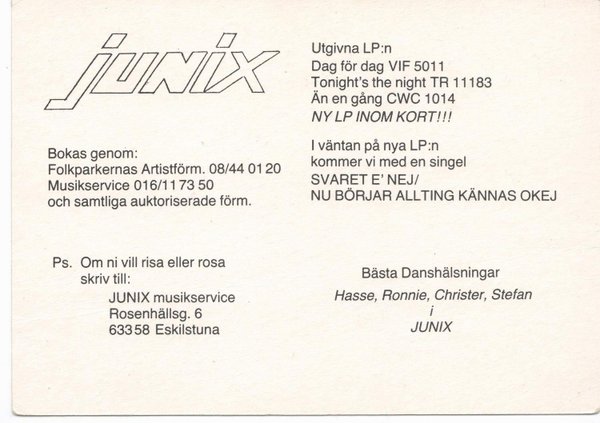 junix
Bokas genom:
Folkparkernas Artistförm. 08/44 01 20
Musikservice 016/11 73 50
och samtliga auktoriserade förm.
Ps. Om ni vill risa eller rosa
skriv till:
JUNIX musikservice
Rosenhällsg. 6
633 58 Eskilstuna
Utgivna LP:n
Dag för dag VIF 5011
Tonight's the night TR 11183
Än en gång CWC 1014
NY LP INOM KORT!!!
I väntan på nya LP:n
kommer vi med en singel
SVARET E' NEJ/
NU BÖRJAR ALLTING KÄNNAS OKEJ
Bästa Danshälsningar
Hasse, Ronnie, Christer, Stefan
i
JUNIX